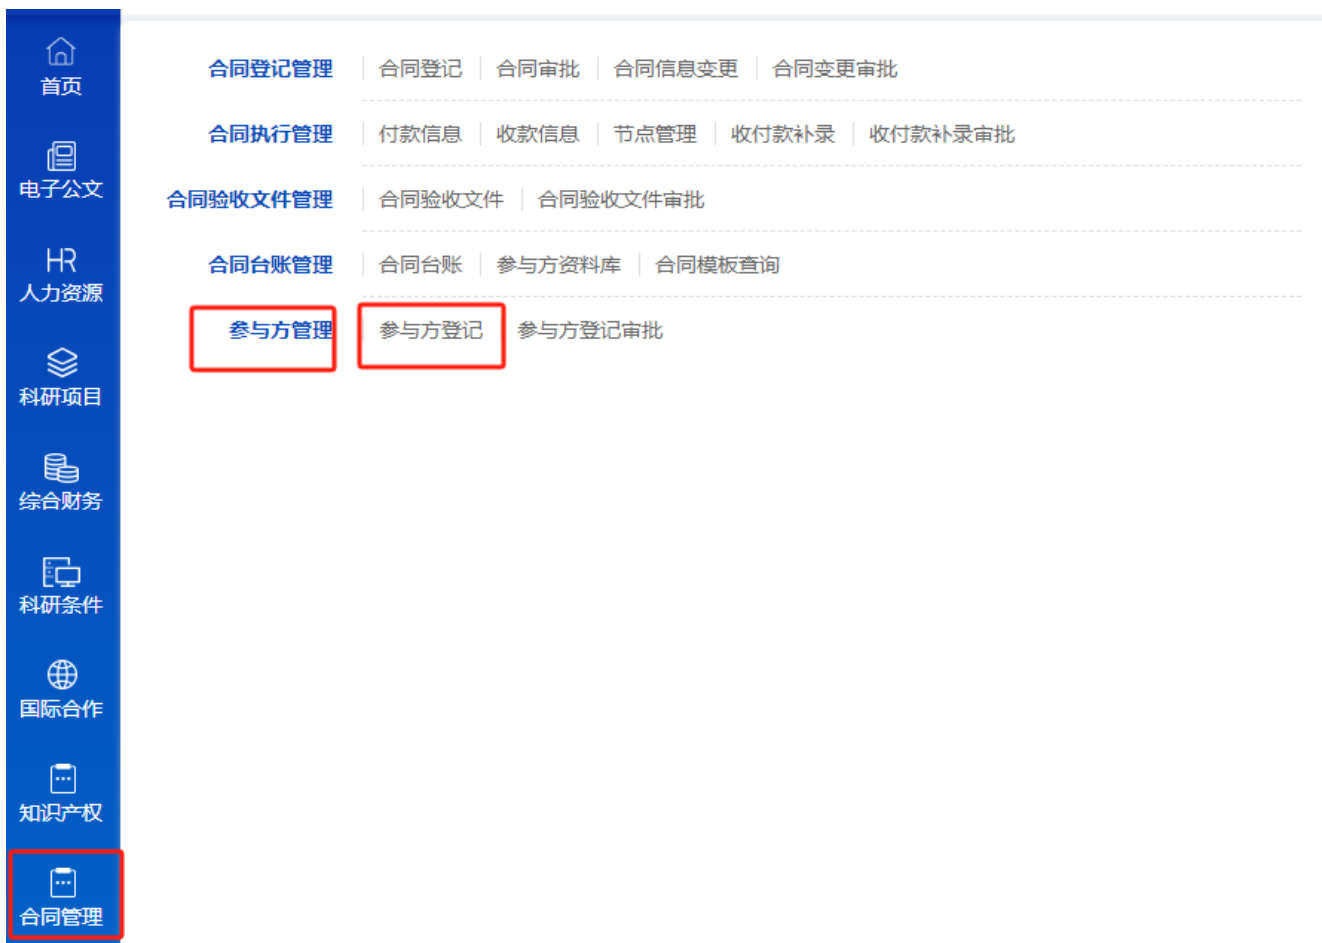 首页
电子公文
HR
人力资源
科研项目
综合财务
科研条件
国际合作
知识产权
合同管理
合同登记管理 合同登记 合同审批 合同信息变更 合同变更审批
合同执行管理 付款信息 收款信息 节点管理 收付款补录 收付款补录审批
合同验收文件管理 合同验收文件 合同验收文件审批
合同台账管理 合同台账 参与方资料库 合同模板查询
参与方管理 参与方登记 参与方登记审批